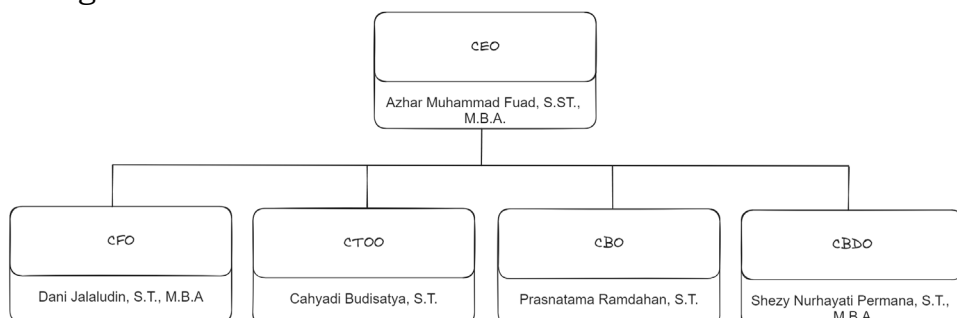 CEO
Azhar Muhammad Fuad, S.ST.,
M.B.A.
CFO
CTOO
CBO
CBDO
Dani Jalaludin, S.T., M.B.A
Cahyadi Budisatya, S.T.
Prasnatama Ramdahan, S.T.
Shezy Nurhayati Permana, S.T.,
M.B.A